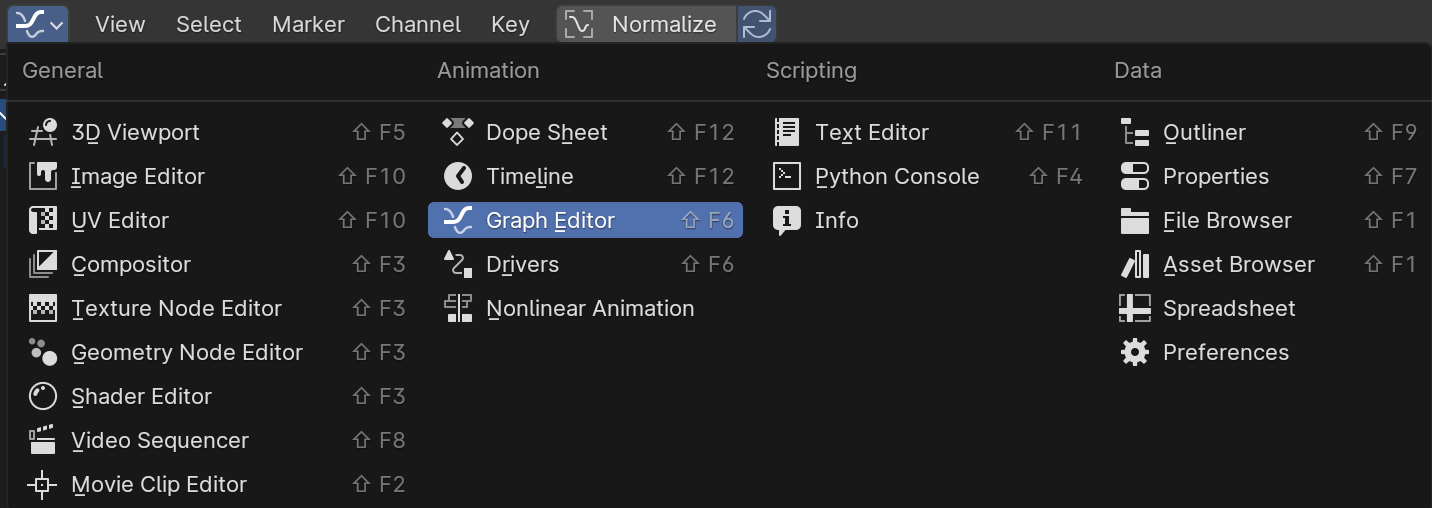 View Select Marker Channel Key Normalize
General
3D Viewport ⇧ F5
Image Editor ⇧ F10
UV Editor ⇧ F10
Compositor ⇧ F3
Texture Node Editor ⇧ F3
Geometry Node Editor ⇧ F3
Shader Editor ⇧ F3
Video Sequencer ⇧ F8
Movie Clip Editor ⇧ F2
Animation
Dope Sheet ⇧ F12
Timeline ⇧ F12
Graph Editor ⇧ F6
Drivers ⇧ F6
Nonlinear Animation
Scripting
Text Editor ⇧ F11
Python Console ⇧ F4
Info
Data
Outliner ⇧ F9
Properties ⇧ F7
File Browser ⇧ F1
Asset Browser ⇧ F1
Spreadsheet
Preferences